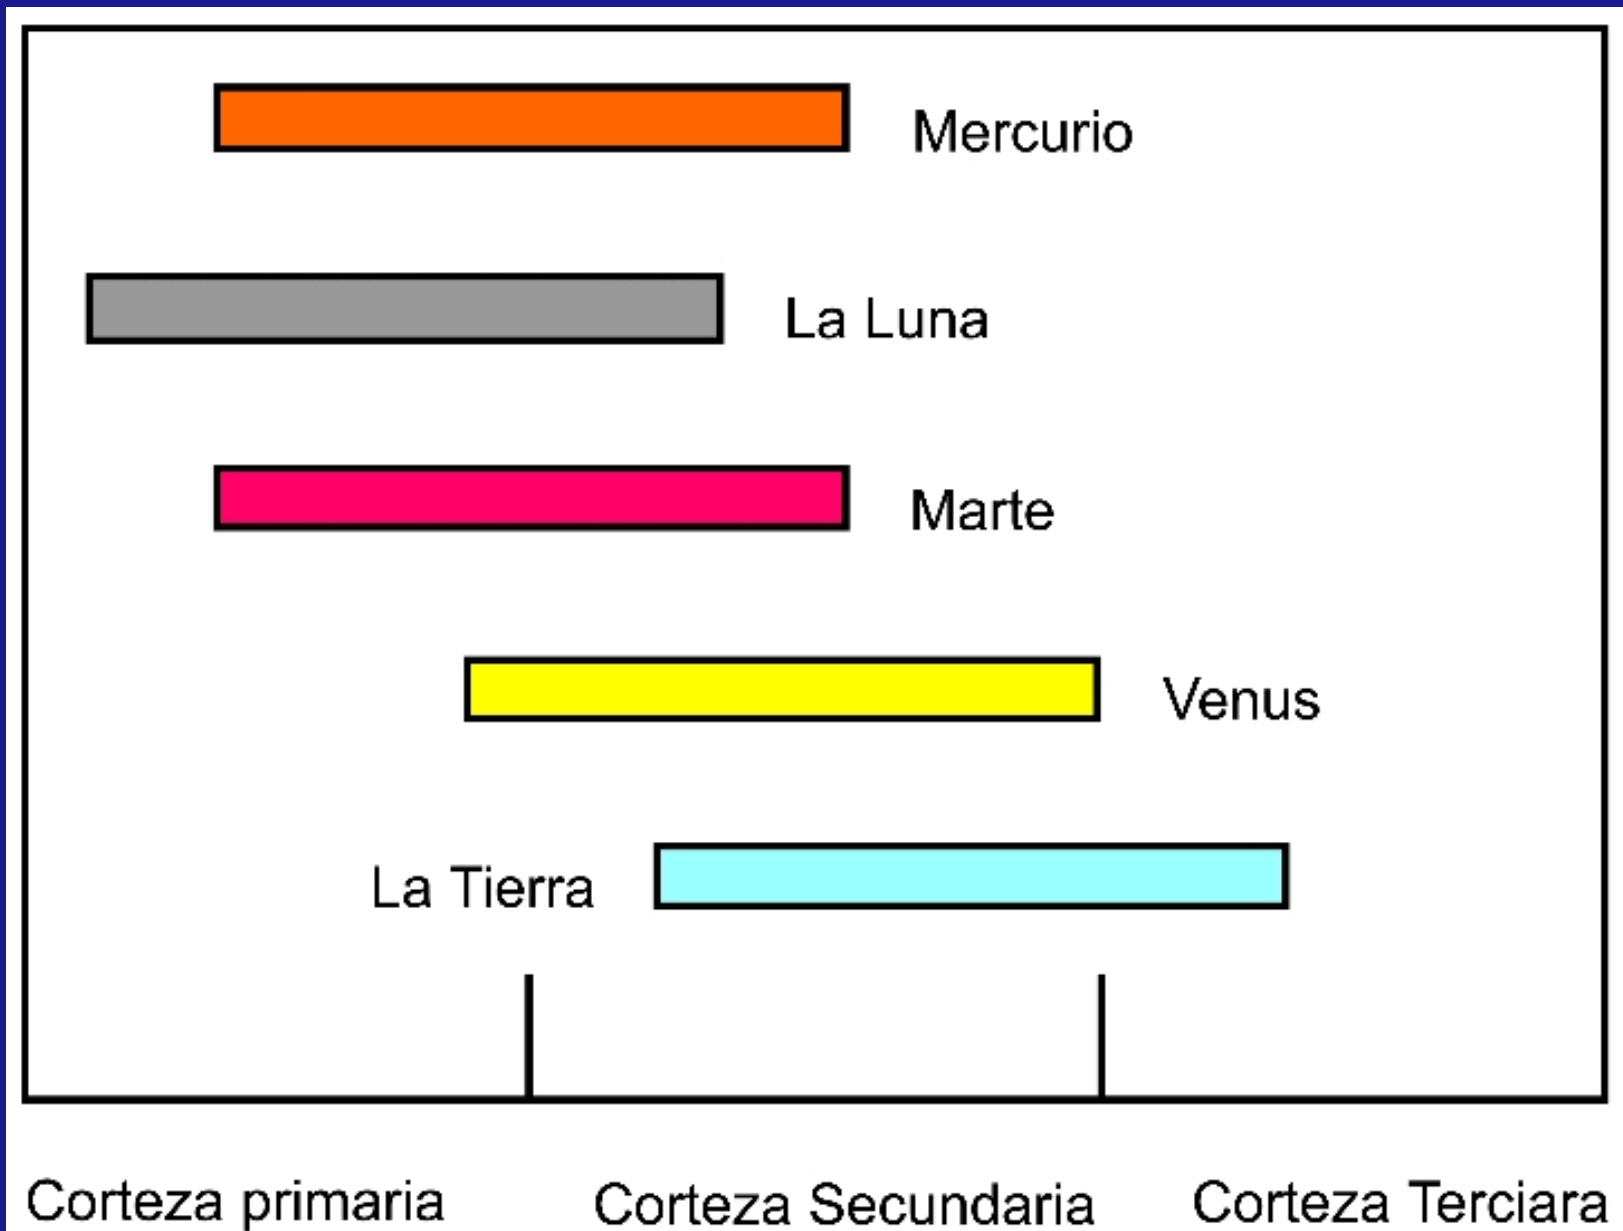 Mercurio
La Luna
Marte
Venus
La Tierra
Corteza primaria
Corteza Secundaria
Corteza Terciara